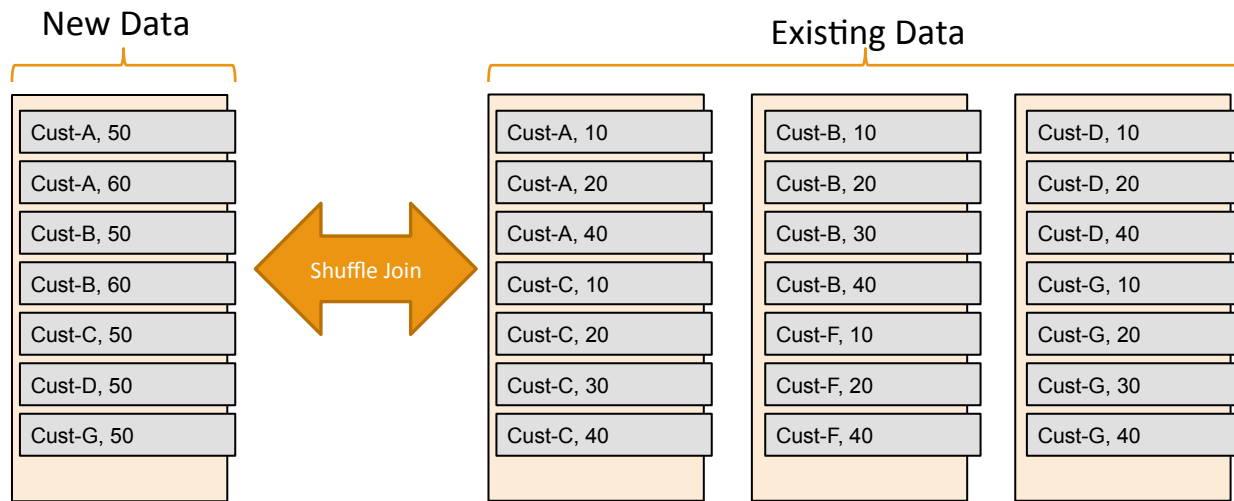 New Data
Existing Data
Cust-A, 50
Cust-A, 60
Cust-B, 50
Cust-B, 60
Cust-C, 50
Cust-D, 50
Cust-G, 50
Shuffle Join
Cust-A, 10
Cust-A, 20
Cust-A, 40
Cust-C, 10
Cust-C, 20
Cust-C, 30
Cust-C, 40
Cust-B, 10
Cust-B, 20
Cust-B, 30
Cust-B, 40
Cust-F, 10
Cust-F, 20
Cust-F, 40
Cust-D, 10
Cust-D, 20
Cust-D, 40
Cust-G, 10
Cust-G, 20
Cust-G, 30
Cust-G, 40